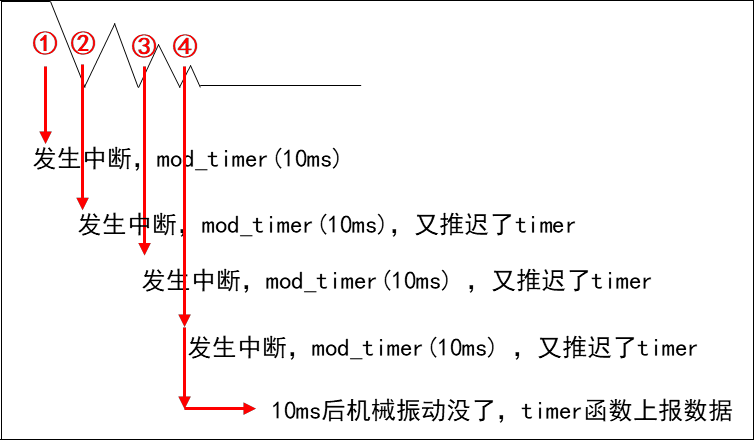 ① ② ③ ④
发生中断，mod_timer(10ms)
发生中断，mod_timer(10ms)，又推迟了timer
发生中断，mod_timer(10ms) ，又推迟了timer
发生中断，mod_timer(10ms) ，又推迟了timer
10ms后机械振动没了，timer函数上报数据